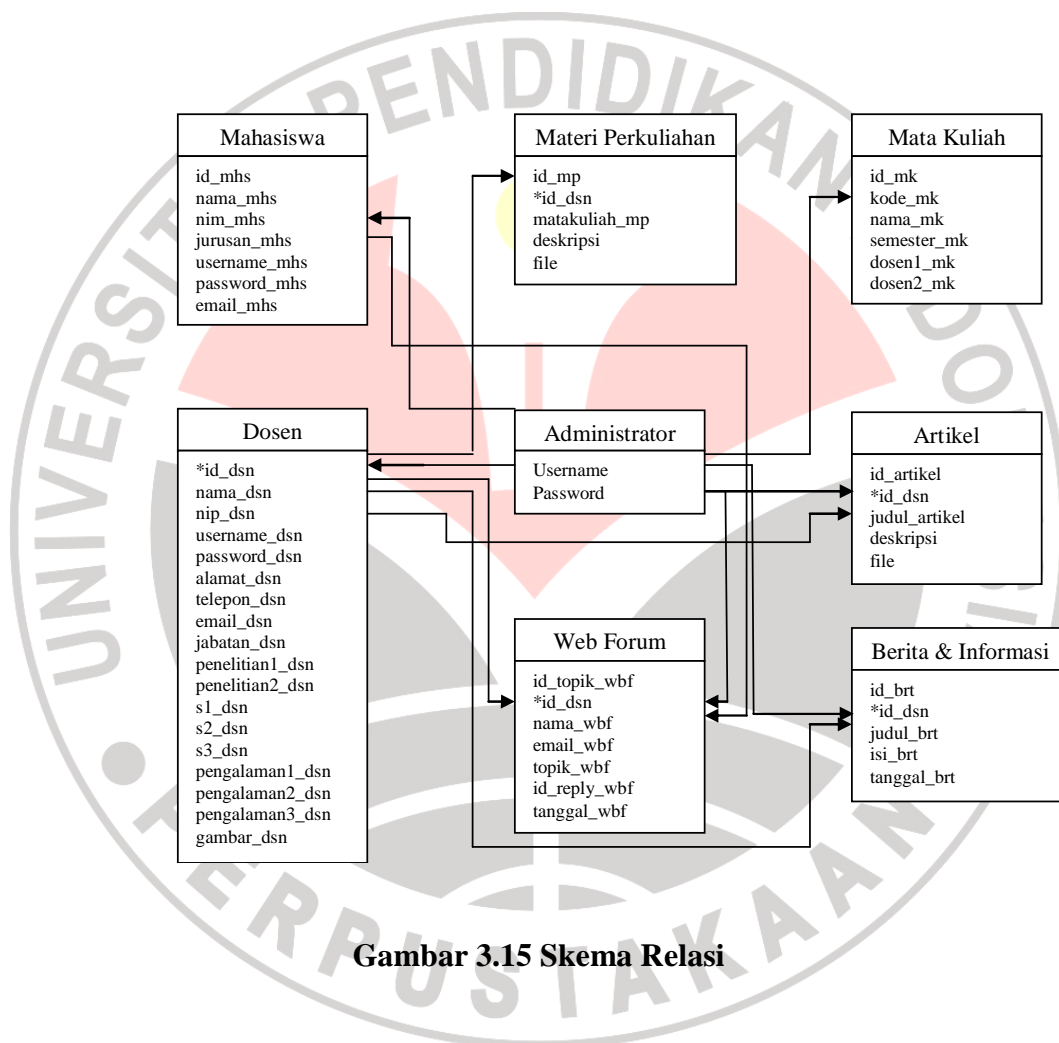 Mahasiswa
id_mhs
nama_mhs
nim_mhs
jurusan_mhs
username_mhs
password_mhs
email_mhs
Materi Perkuliahan
id_mp
*id_dsn
matakuliah_mp
deskripsi
file
Mata Kuliah
id_mk
kode_mk
nama_mk
semester_mk
dosen1_mk
dosen2_mk
Dosen
*id_dsn
nama_dsn
nip_dsn
username_dsn
password_dsn
alamat_dsn
telepon_dsn
email_dsn
jabatan_dsn
penelitian1_dsn
penelitian2_dsn
s1_dsn
s2_dsn
s3_dsn
pengalaman1_dsn
pengalaman2_dsn
pengalaman3_dsn
gambar_dsn
Administrator
Username
Password
Artikel
id_artikel
*id_dsn
judul_artikel
deskripsi
file
Web Forum
id_topik_wbf
*id_dsn
nama_wbf
email_wbf
topik_wbf
id_reply_wbf
tanggal_wbf
Berita & Informasi
id_brt
*id_dsn
judul_brt
isi_brt
tanggal_brt
Gambar 3.15 Skema Relasi
PERPUSTAKAAN